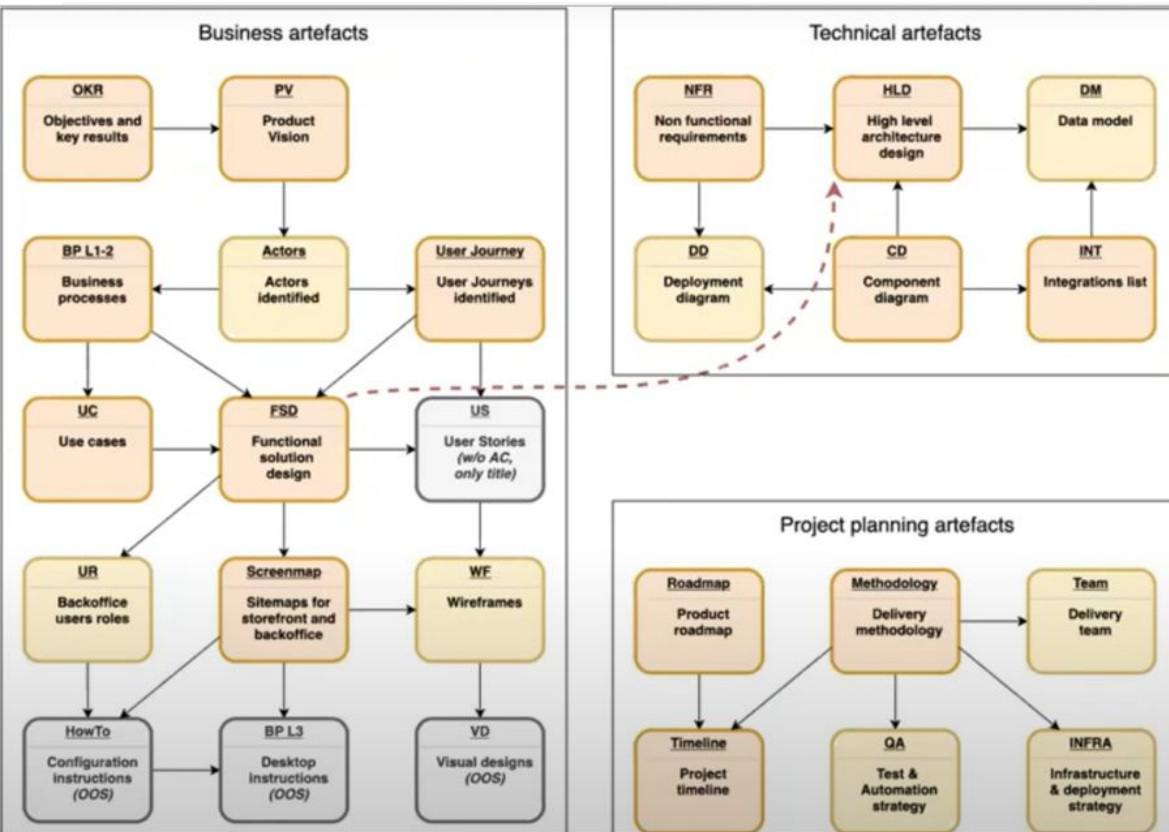 Business artefacts
OKR
Objectives and
key results
PV
Product
Vision
BP L1-2
Business
processes
Actors
Actors
identified
User Journey
User Journeys
identified
UC
Use cases
FSD
Functional
solution
design
US
User Stories
(w/o AC,
only title)
UR
Backoffice
users roles
Screenmap
Sitemaps for
storefront and
backoffice
WF
Wireframes
HowTo
Configuration
instructions
(OOS)
BP L3
Desktop
instructions
(OOS)
VD
Visual designs
(OOS)
Technical artefacts
NFR
Non functional
requirements
HLD
High level
architecture
design
DM
Data model
DD
Deployment
diagram
CD
Component
diagram
INT
Integrations list
Project planning artefacts
Roadmap
Product
roadmap
Methodology
Delivery
methodology
Team
Delivery
team
Timeline
Project
timeline
QA
Test &
Automation
strategy
INFRA
Infrastructure
& deployment
strategy